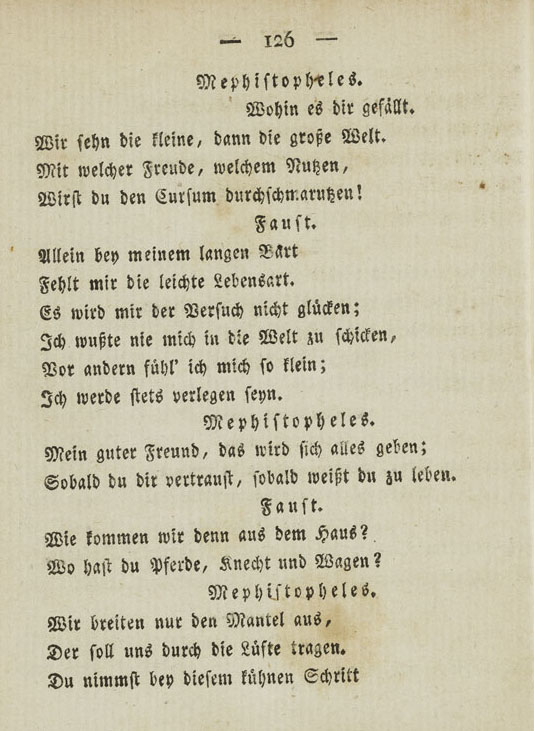 — 126 —
Mephistopheles.
Wohin es dir gefällt.
Wir sehn die kleine, dann die große Welt.
Mit welcher Freude, welchem Nutzen,
Wirst du den Cursum durchschmarutzen!
Faust.
Allein bey meinem langen Bart
Fehlt mir die leichte Lebensart.
Es wird mir der Versuch nicht glücken;
Ich wußte nie mich in die Welt zu schicken,
Vor andern fühl' ich mich so klein;
Ich werde stets verlegen seyn.
Mephistopheles.
Mein guter Freund, das wird sich alles geben;
Sobald du dir vertraust, sobald weißt du zu leben.
Faust.
Wie kommen wir denn aus dem Haus?
Wo hast du Pferde, Knecht und Wagen?
Mephistopheles.
Wir breiten nur den Mantel aus,
Der soll uns durch die Lüfte tragen.
Du nimmst bey diesem kühnen Schritt